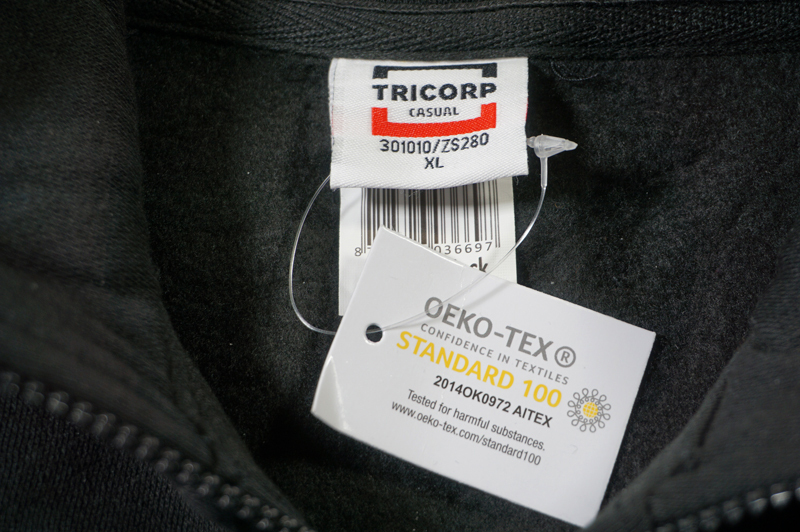 TRICORP
CASUAL
301010/ZS280
XL
8 036697
OEKO-TEX®
CONFIDENCE IN TEXTILES
STANDARD 100
2014OK0972 AITEX
Tested for harmful substances.
www.oeko-tex.com/standard100